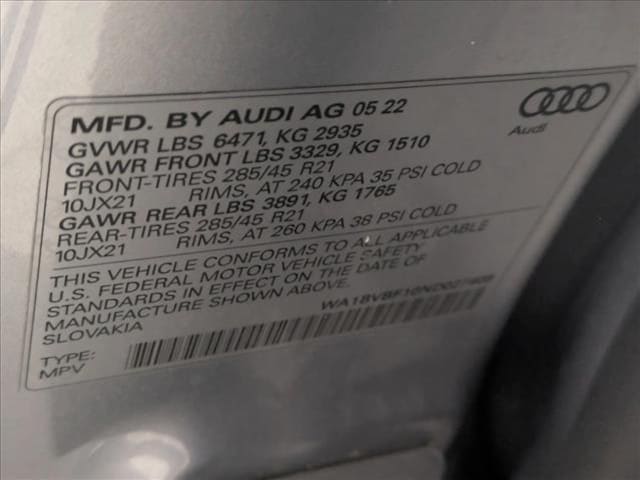 MFD. BY AUDI AG 05 22
GVWR LBS 6471, KG 2935
GAWR FRONT LBS 3329, KG 1510
FRONT-TIRES 285/45 R21
10JX21 RIMS, AT 240 KPA 35 PSI COLD
GAWR REAR LBS 3891, KG 1765
REAR-TIRES 285/45 R21
10JX21 RIMS, AT 260 KPA 38 PSI COLD
THIS VEHICLE CONFORMS TO ALL APPLICABLE
U.S. FEDERAL MOTOR VEHICLE SAFETY
STANDARDS IN EFFECT ON THE DATE OF
MANUFACTURE SHOWN ABOVE.
SLOVAKIA
TYPE:
MPV
Audi